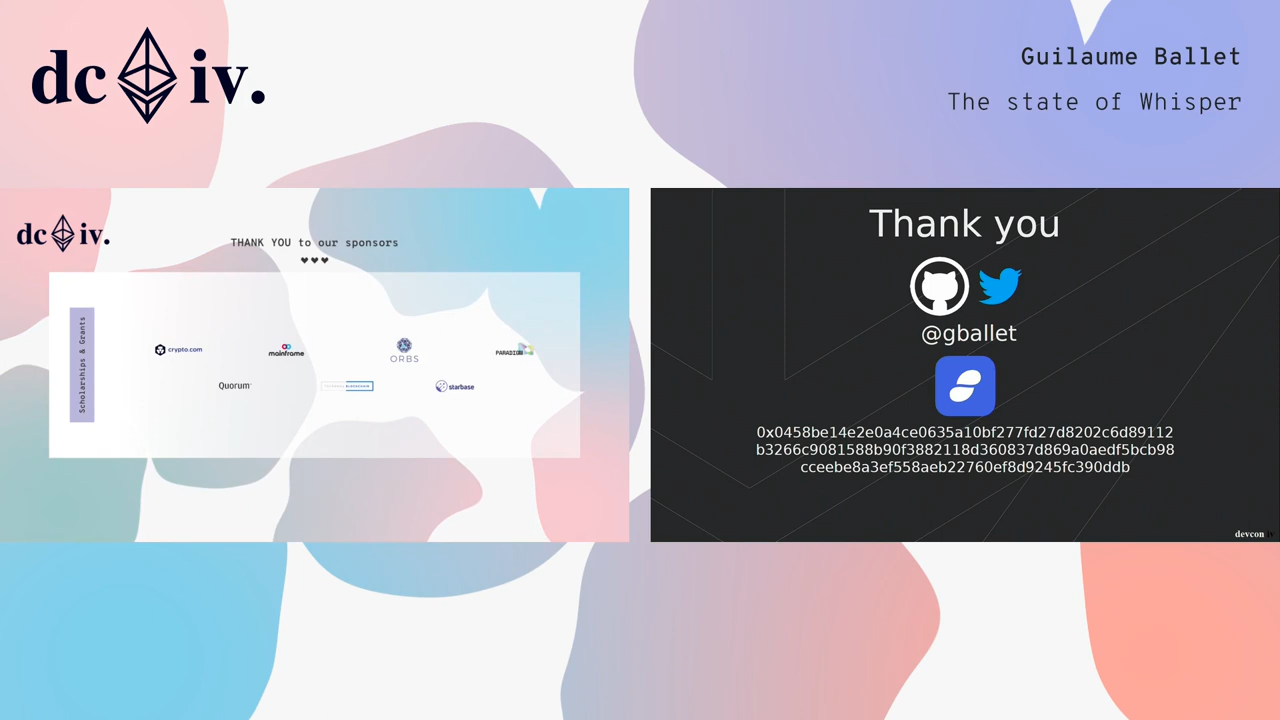 dc iv.
Guilaume Ballet
The state of Whisper
dc iv.
THANK YOU to our sponsors
Scholarships & Grants
crypto.com
mainframe
ORBS
PARADIGM
Quorum
BLOCKCHAIN
starbase
Thank you
@gballet
0x0458be14e2e0a4ce0635a10bf277fd27d8202c6d89112
b3266c9081588b90f3882118d360837d869a0aedf5bcb98
cceebe8a3ef558aeb22760ef8d9245fc390ddb
devcon